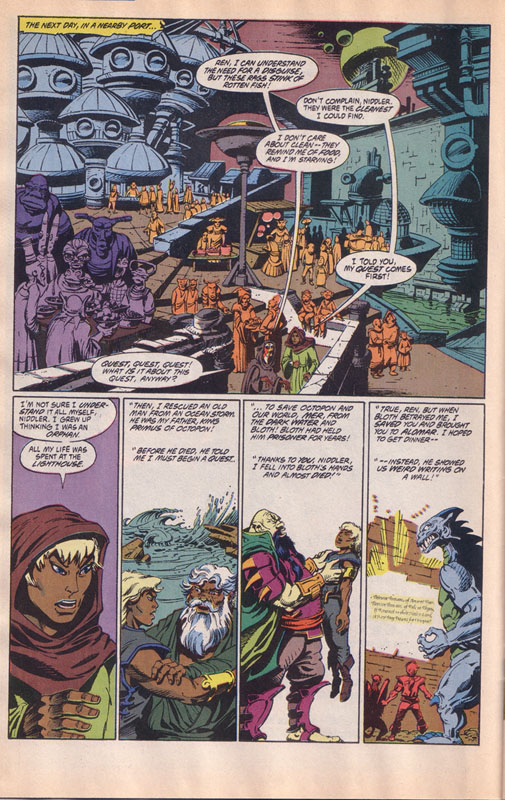 THE NEXT DAY, IN A NEARBY PORT...
REN, I CAN UNDERSTAND
THE NEED FOR A DISGUISE,
BUT THESE RAGS STINK OF
ROTTEN FISH!
DON'T COMPLAIN, NIDDLER.
THEY WERE THE CLEANEST
I COULD FIND.
I DON'T CARE
ABOUT CLEAN--THEY
REMIND ME OF FOOD,
AND I'M STARVING!
I TOLD YOU,
MY QUEST COMES
FIRST!
QUEST, QUEST, QUEST!
WHAT IS IT ABOUT THIS
QUEST, ANYWAY?
I'M NOT SURE I UNDER-
STAND IT ALL MYSELF,
NIDDLER. I GREW UP
THINKING I WAS AN
ORPHAN.
ALL MY LIFE WAS
SPENT AT THE
LIGHTHOUSE.
"THEN, I RESCUED AN OLD
MAN FROM AN OCEAN STORM.
HE WAS MY FATHER, KING
PRIMUS OF OCTOPON!
"BEFORE HE DIED, HE TOLD
ME I MUST BEGIN A QUEST...
"... TO SAVE OCTOPON AND
OUR WORLD, MER, FROM
THE DARK WATER AND
BLOTH! BLOTH HAD HELD
HIM PRISONER FOR YEARS!
"THANKS TO YOU, NIDDLER,
I FELL INTO BLOTH'S HANDS
AND ALMOST DIED!"
"TRUE, REN, BUT WHEN
BLOTH BETRAYED ME, I
SAVED YOU AND BROUGHT
YOU TO ALOMAR. I HOPED
TO GET DINNER--
"--INSTEAD, HE SHOWED
US WEIRD WRITING ON
A WALL!"